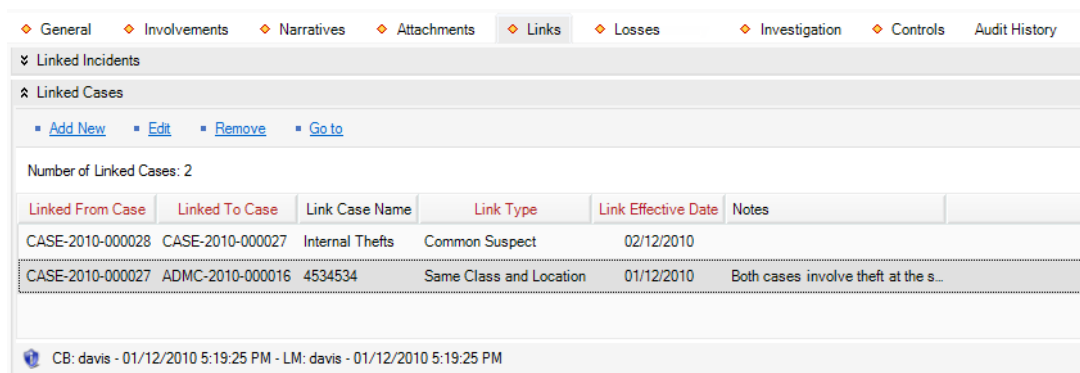 General Involvements Narratives Attachments Links Losses Investigation Controls Audit History
Linked Incidents
Linked Cases
Add New Edit Remove Go to
Number of Linked Cases: 2
Linked From Case Linked To Case Link Case Name Link Type Link Effective Date Notes
CASE-2010-000028 CASE-2010-000027 Internal Thefts Common Suspect 02/12/2010
CASE-2010-000027 ADMC-2010-000016 4534534 Same Class and Location 01/12/2010 Both cases involve theft at the s...
CB: davis - 01/12/2010 5:19:25 PM - LM: davis - 01/12/2010 5:19:25 PM